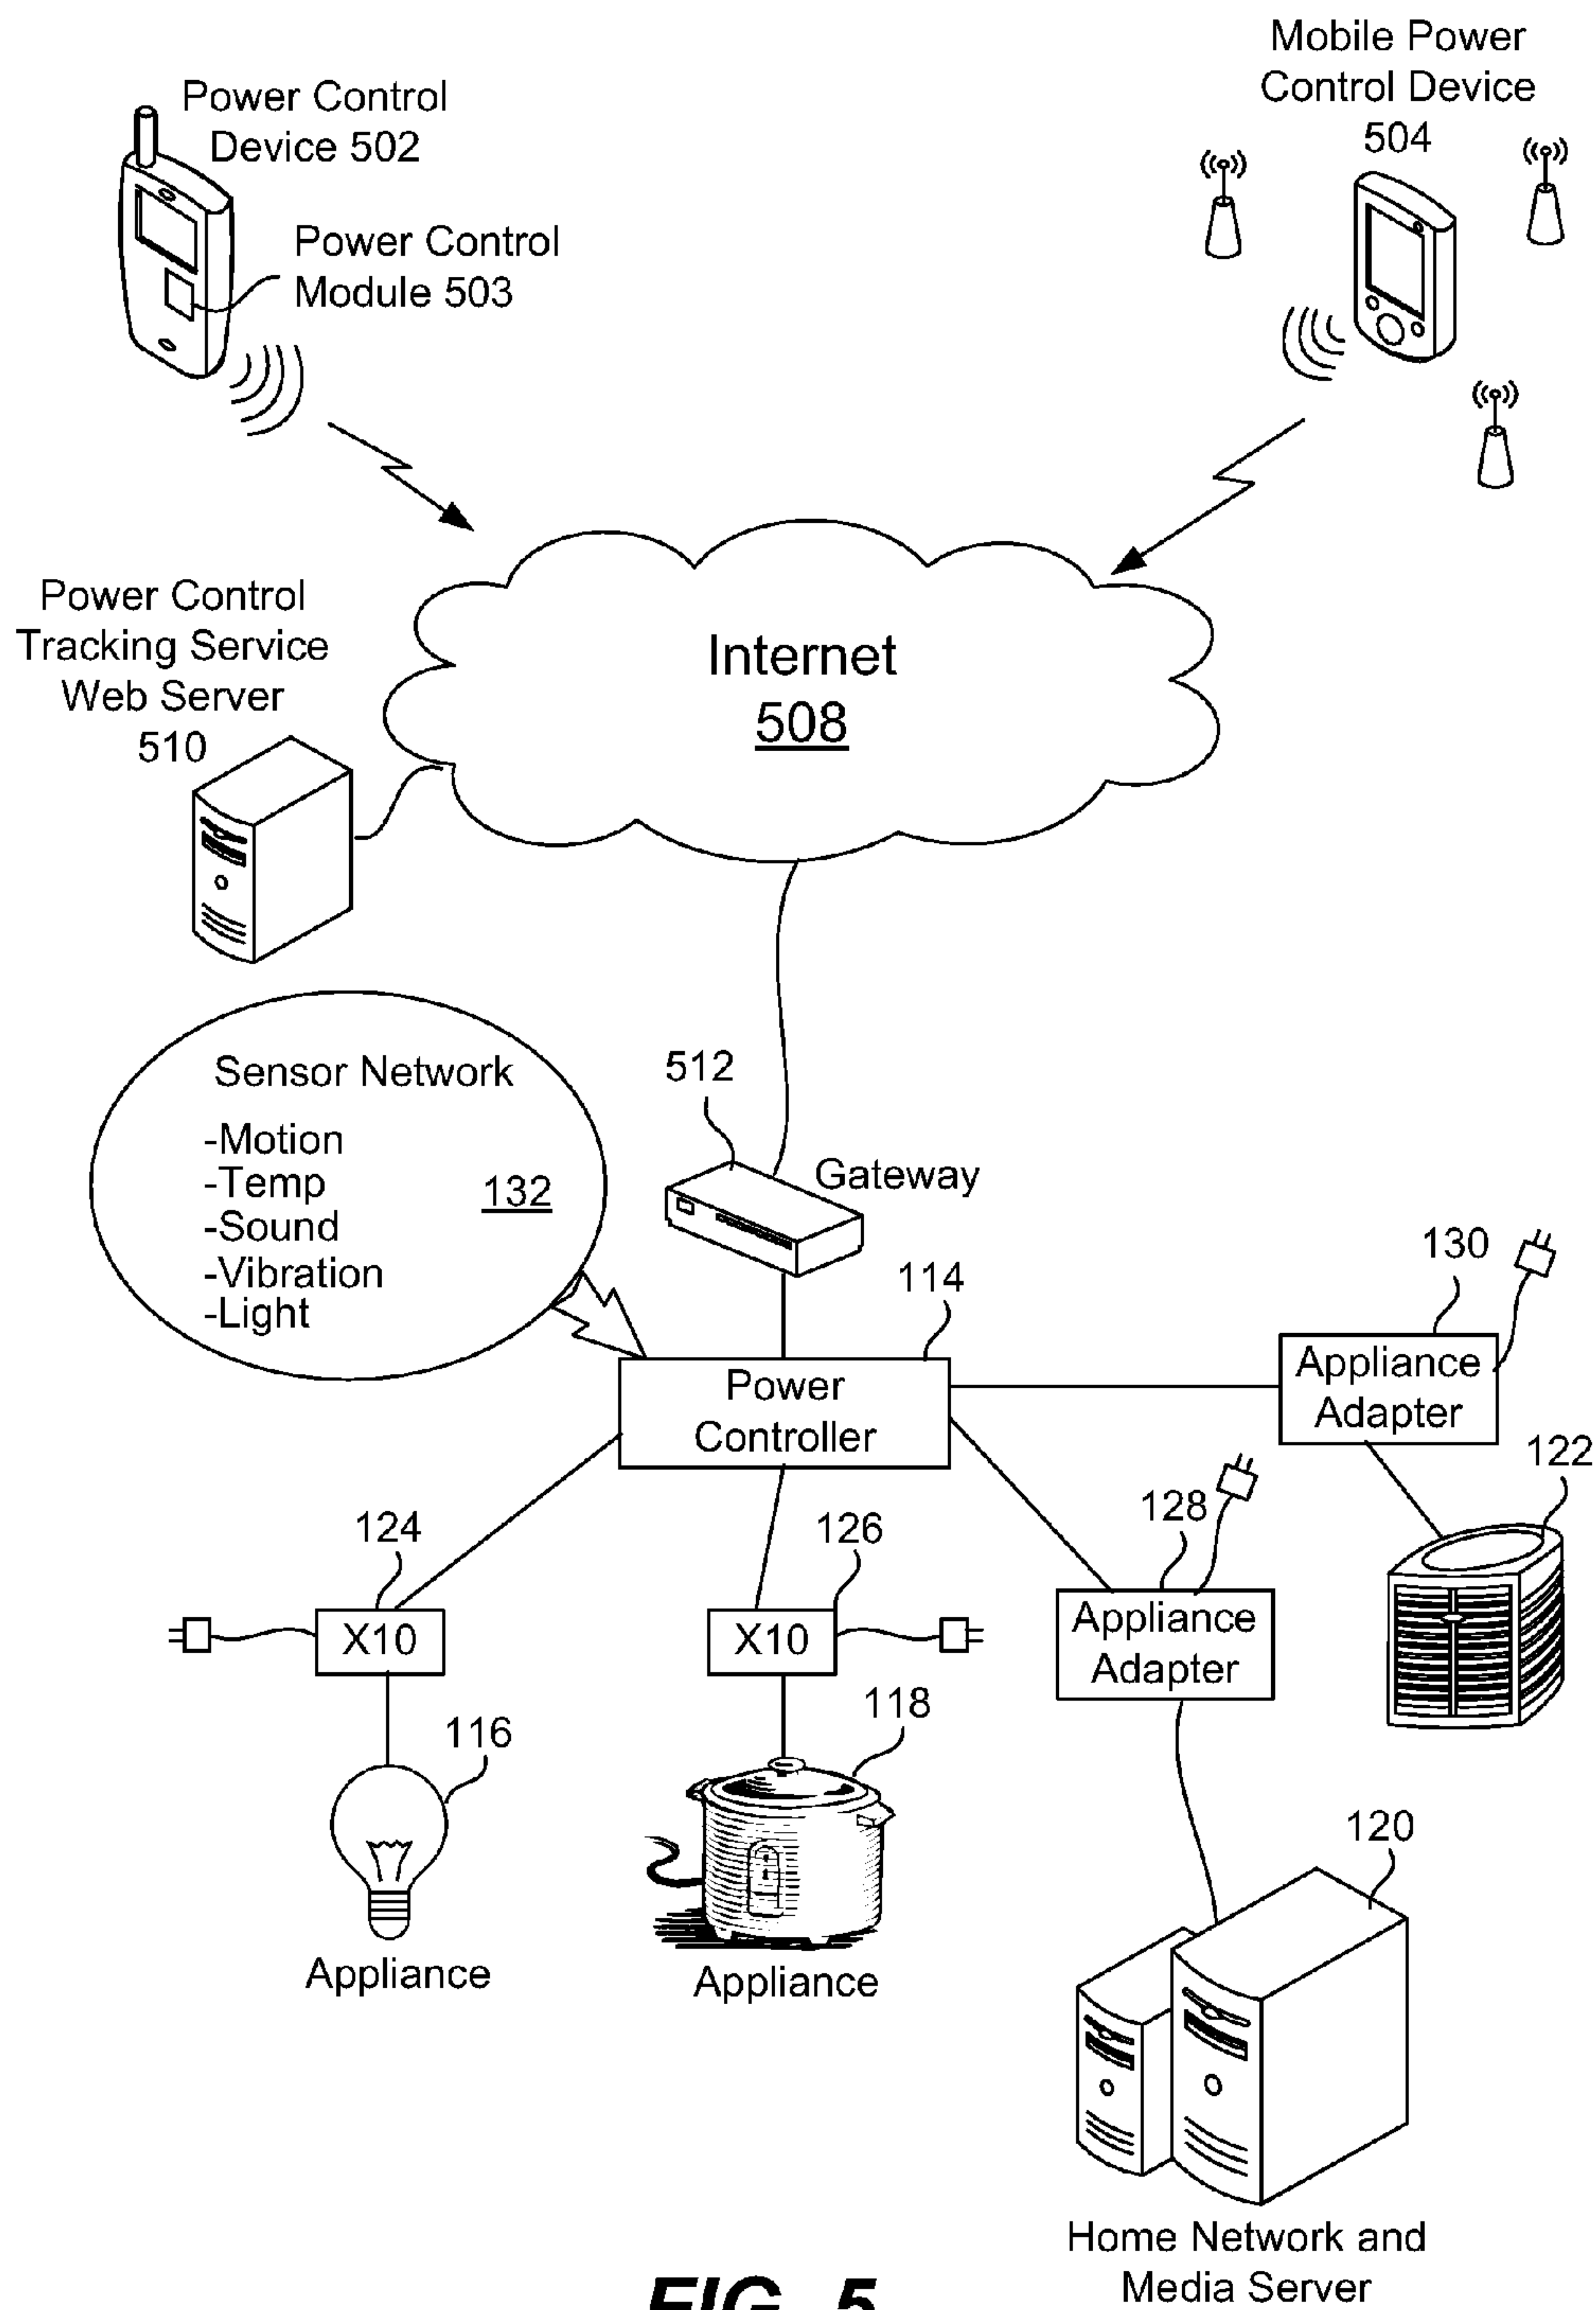 Mobile Power
Control Device
504
Power Control
Device 502
Power Control
Module 503
Internet
508
Power Control
Tracking Service
Web Server
510
Sensor Network
-Motion
-Temp
-Sound
-Vibration
-Light
132
512
Gateway
114
Power
Controller
130
Appliance
Adapter
122
124
X10
126
X10
128
Appliance
Adapter
116
Appliance
118
Appliance
120
Home Network and
Media Server
FIG. 5